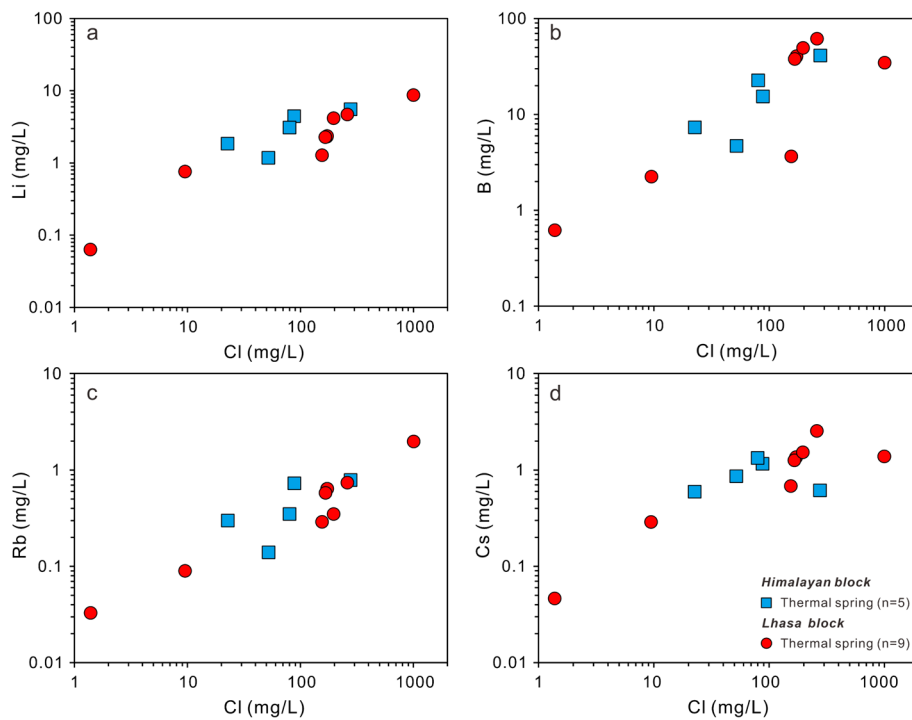 a
100
10
1
0.1
0.01
Li (mg/L)
1 10 100 1000
Cl (mg/L)
b
100
10
1
0.1
B (mg/L)
1 10 100 1000
Cl (mg/L)
c
10
1
0.1
0.01
Rb (mg/L)
1 10 100 1000
Cl (mg/L)
d
10
1
0.1
0.01
Cs (mg/L)
Himalayan block
Thermal spring (n=5)
Lhasa block
Thermal spring (n=9)
1 10 100 1000
Cl (mg/L)